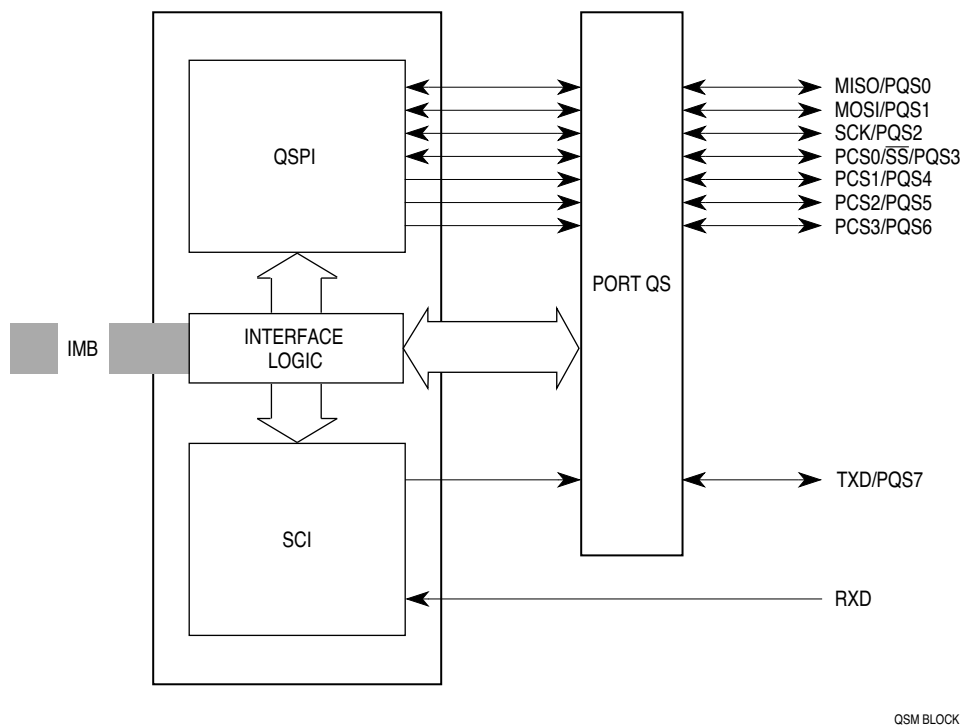 QSPI
MISO/PQS0
MOSI/PQS1
SCK/PQS2
PCS0/S̅S̅/PQS3
PCS1/PQS4
PCS2/PQS5
PCS3/PQS6
PORT QS
IMB
INTERFACE
LOGIC
SCI
TXD/PQS7
RXD
QSM BLOCK